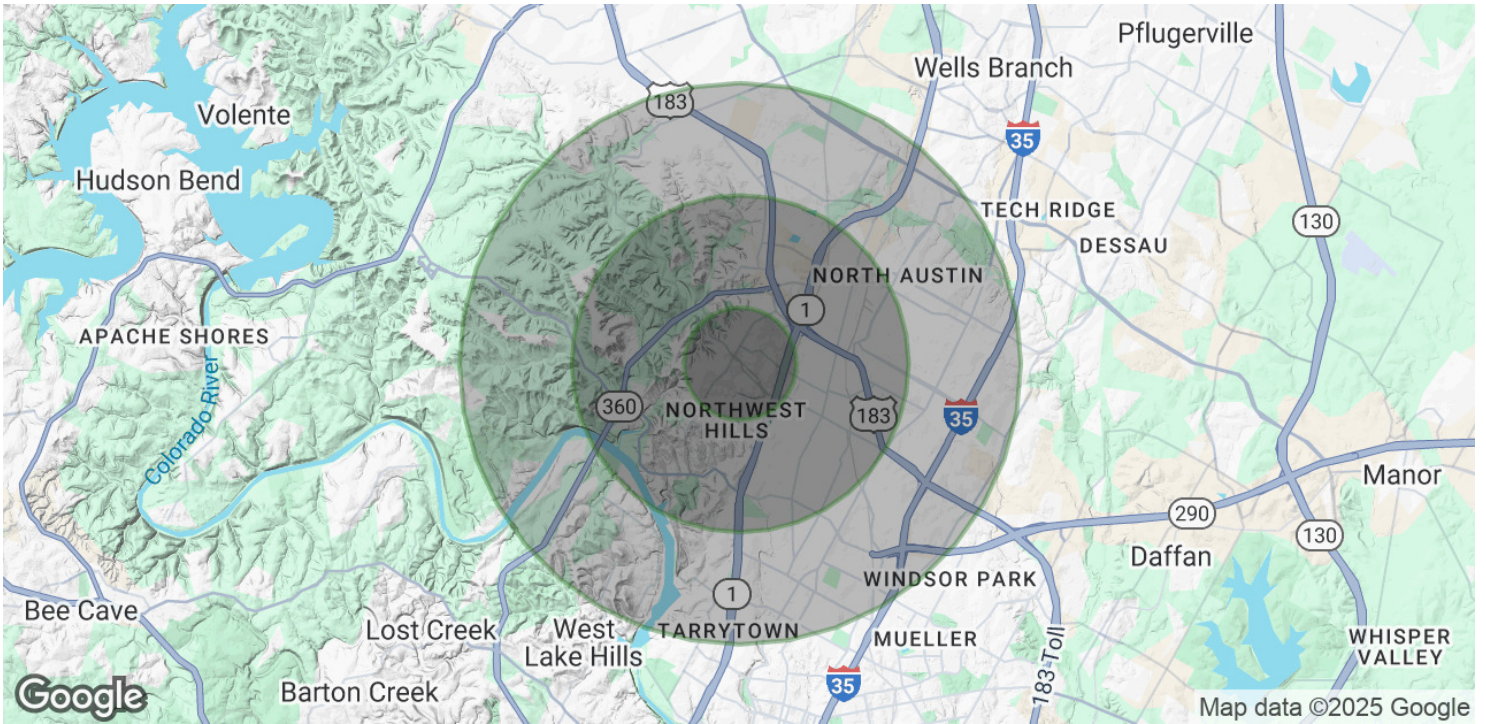 Pflugerville
Wells Branch
183
Volente
35
Hudson Bend
TECH RIDGE
130
DESSAU
NORTH AUSTIN
1
APACHE SHORES
Colorado River
360
NORTHWEST
HILLS
183
35
Manor
290
130
Daffan
WINDSOR PARK
1
Bee Cave
Lost Creek
West
Lake Hills
TARRYTOWN
MUELLER
WHISPER
VALLEY
183 Toll
35
Barton Creek
Google
Map data ©2025 Google